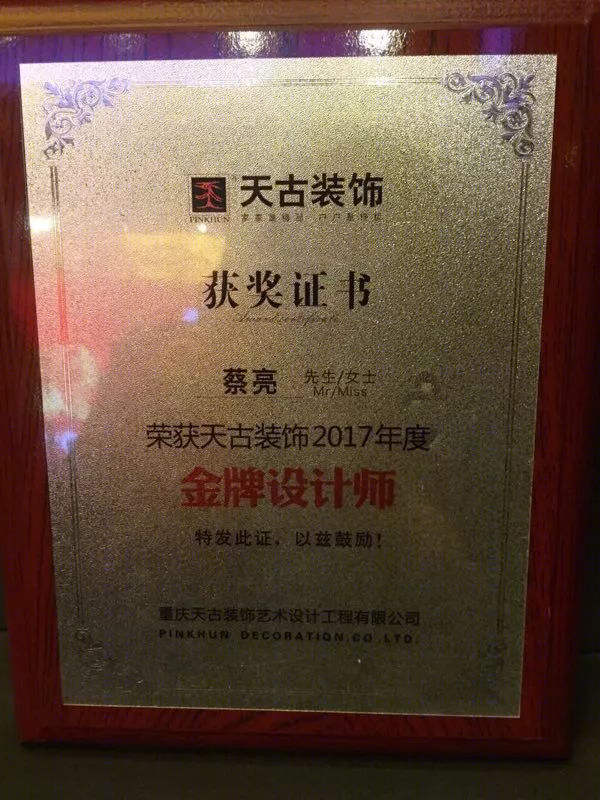 天古装饰
PINKHUN
获奖证书
蔡亮 先生/女士
Mr/Miss
荣获天古装饰2017年度
金牌设计师
特发此证，以兹鼓励！
重庆天古装饰艺术设计工程有限公司
PINKHUN DECORATION.CO.LTD.